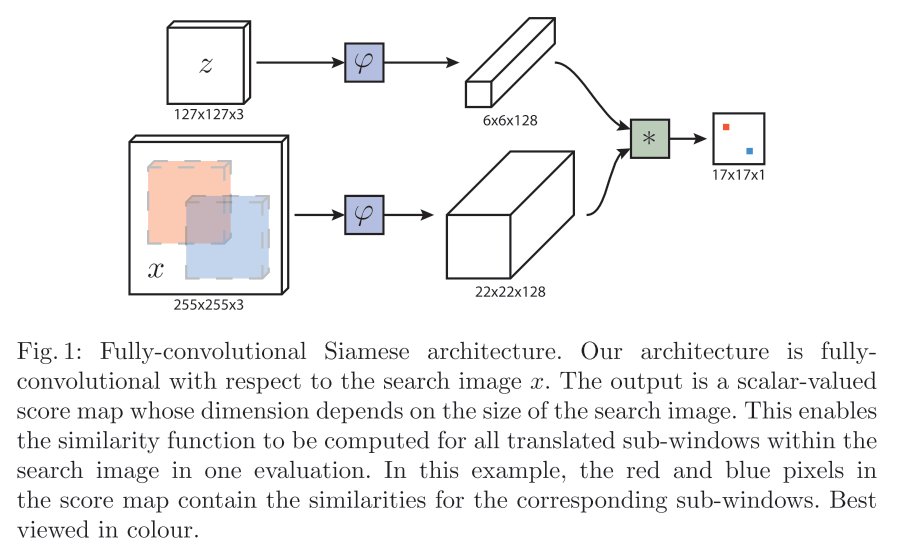 z
φ
127x127x3
6x6x128
*
17x17x1
x
φ
255x255x3
22x22x128
Fig. 1: Fully-convolutional Siamese architecture. Our architecture is fully-
convolutional with respect to the search image x. The output is a scalar-valued
score map whose dimension depends on the size of the search image. This enables
the similarity function to be computed for all translated sub-windows within the
search image in one evaluation. In this example, the red and blue pixels in
the score map contain the similarities for the corresponding sub-windows. Best
viewed in colour.